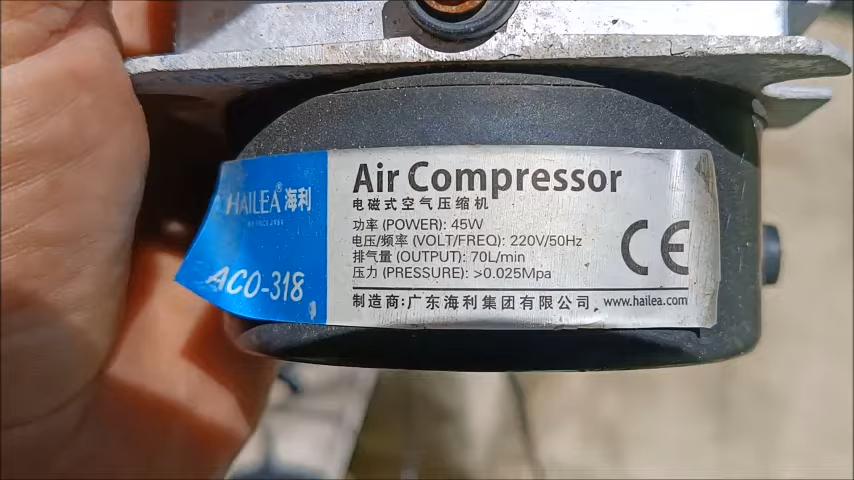 HAILEA® 海利
SINCE 1988
ACO-318
Air Compressor
电磁式空气压缩机
功率 (POWER): 45W
电压/频率 (VOLT/FREQ): 220V/50Hz
排气量 (OUTPUT): 70L/min
压力 (PRESSURE): >0.025Mpa
CE
制造商:广东海利集团有限公司 www.hailea.com